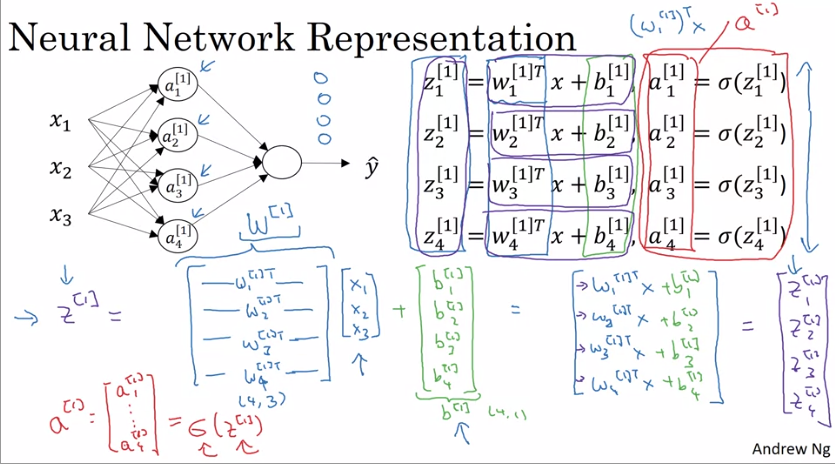 (w₁^[1])^T x   a^[1]
Neural Network Representation
a₁^[1]
a₂^[1]
a₃^[1]
a₄^[1]
x₁
x₂
x₃
ŷ
z₁^[1] = w₁^[1]T x + b₁^[1], a₁^[1] = σ(z₁^[1])
z₂^[1] = w₂^[1]T x + b₂^[1], a₂^[1] = σ(z₂^[1])
z₃^[1] = w₃^[1]T x + b₃^[1], a₃^[1] = σ(z₃^[1])
z₄^[1] = w₄^[1]T x + b₄^[1], a₄^[1] = σ(z₄^[1])
W^[1]
→ z^[1] =
w₁^[1]T
w₂^[1]T
w₃^[1]T
w₄^[1]T
(4,3)
x₁
x₂
x₃
+
b₁^[1]
b₂^[1]
b₃^[1]
b₄^[1]
b^[1] (4,1)
=
→ w₁^[1]T x + b₁^[1]
→ w₂^[1]T x + b₂^[1]
→ w₃^[1]T x + b₃^[1]
→ w₄^[1]T x + b₄^[1]
=
z₁^[1]
z₂^[1]
z₃^[1]
z₄^[1]
a^[1] = [a₁^[1] ⋮ a₄^[1]] = σ(z^[1])
Andrew Ng